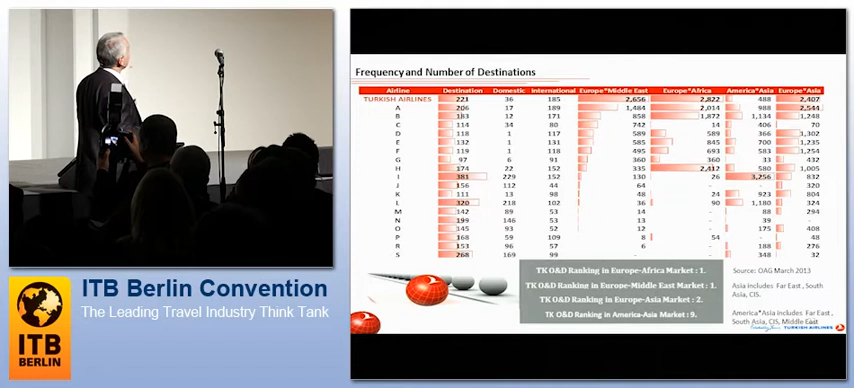 Frequency and Number of Destinations
Airline Destination Domestic International Europe*Middle East Europe*Africa America*Asia Europe*Asia
TURKISH AIRLINES 221 36 185 2,656 2,822 488 2,407
A 206 17 189 1,484 2,014 988 2,544
B 183 12 171 858 1,872 1,134 1,248
C 114 34 80 742 14 406 70
D 118 1 117 589 589 366 1,302
E 132 1 131 585 845 700 1,235
F 119 1 118 495 693 583 1,254
G 97 6 91 360 360 33 432
H 174 22 152 335 2,412 580 1,005
I 381 229 152 130 26 3,256 832
J 156 112 44 64 - - 320
K 111 13 98 48 24 923 804
L 320 218 102 36 90 1,180 324
M 142 89 53 14 - 88 294
N 199 146 53 13 - 39 -
O 145 93 52 12 - 175 408
P 168 59 109 8 54 - 48
R 153 96 57 6 - 188 276
S 268 169 99 - - 348 32
TK O&D Ranking in Europe-Africa Market : 1.
TK O&D Ranking in Europe-Middle East Market : 1.
TK O&D Ranking in Europe-Asia Market : 2.
TK O&D Ranking in America-Asia Market : 9.
Source: OAG March 2013
Asia includes Far East , South
Asia, CIS.
America*Asia includes Far East ,
South Asia, CIS, Middle East
TURKISH AIRLINES
ITB
BERLIN
ITB Berlin Convention
The Leading Travel Industry Think Tank